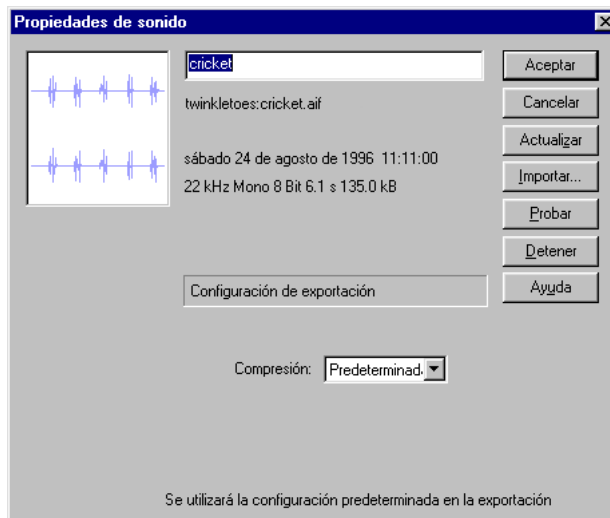 Propiedades de sonido
cricket
twinkletoes:cricket.aif
sábado 24 de agosto de 1996 11:11:00
22 kHz Mono 8 Bit 6.1 s 135.0 kB
Aceptar
Cancelar
Actualizar
Importar...
Probar
Detener
Ayuda
Configuración de exportación
Compresión: Predeterminad
Se utilizará la configuración predeterminada en la exportación